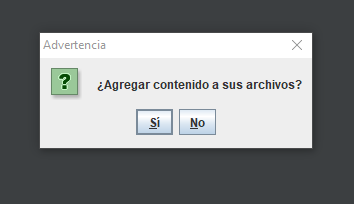 Advertencia
?
¿Agregar contenido a sus archivos?
Sí No